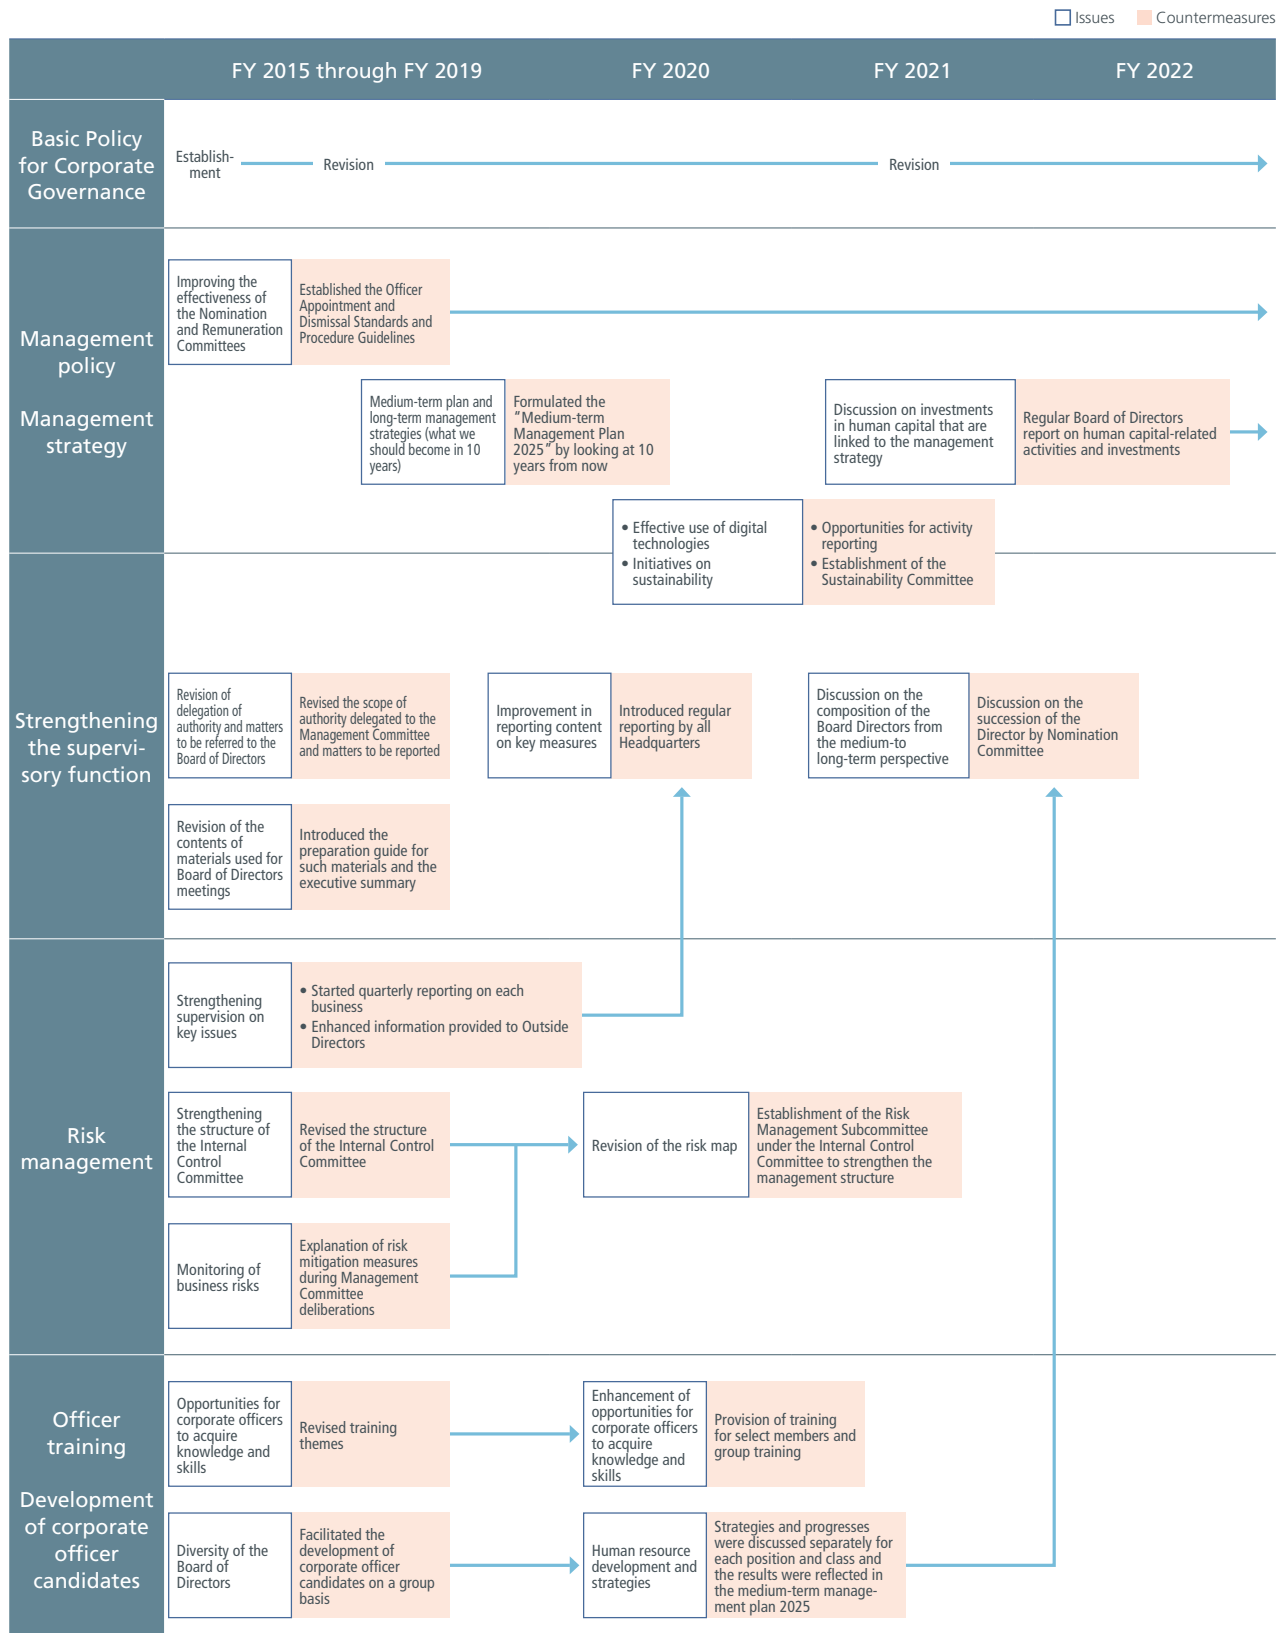 Issues
Countermeasures
FY 2015 through FY 2019
FY 2020
FY 2021
FY 2022
Basic Policy
for Corporate
Governance
Establish-
ment
Revision
Revision
Management
policy
Management
strategy
Improving the
effectiveness of
the Nomination
and Remuneration
Committees
Established the Officer
Appointment and
Dismissal Standards and
Procedure Guidelines
Medium-term plan and
long-term management
strategies (what we
should become in 10
years)
Formulated the
"Medium-term
Management Plan
2025" by looking at 10
years from now
Discussion on investments
in human capital that are
linked to the management
strategy
Regular Board of Directors
report on human capital-related
activities and investments
• Effective use of digital
technologies
• Initiatives on
sustainability
• Opportunities for activity
reporting
• Establishment of the
Sustainability Committee
Strengthening
the supervi-
sory function
Revision of
delegation of
authority and matters
to be referred to the
Board of Directors
Revised the scope of
authority delegated to the
Management Committee
and matters to be reported
Improvement in
reporting content
on key measures
Introduced regular
reporting by all
Headquarters
Discussion on the
composition of the
Board Directors from
the medium-to
long-term perspective
Discussion on the
succession of the
Director by Nomination
Committee
Revision of the
contents of
materials used for
Board of Directors
meetings
Introduced the
preparation guide for
such materials and the
executive summary
Risk
management
Strengthening
supervision on
key issues
• Started quarterly reporting on each
business
• Enhanced information provided to Outside
Directors
Strengthening
the structure of
the Internal
Control
Committee
Revised the structure
of the Internal Control
Committee
Revision of the risk map
Establishment of the Risk
Management Subcommittee
under the Internal Control
Committee to strengthen the
management structure
Monitoring of
business risks
Explanation of risk
mitigation measures
during Management
Committee
deliberations
Officer
training
Development
of corporate
officer
candidates
Opportunities for
corporate officers
to acquire
knowledge and
skills
Revised training
themes
Enhancement of
opportunities for
corporate officers
to acquire
knowledge and
skills
Provision of training
for select members and
group training
Diversity of the
Board of
Directors
Facilitated the
development of
corporate officer
candidates on a group
basis
Human resource
development and
strategies
Strategies and progresses
were discussed separately for
each position and class and
the results were reflected in
the medium-term manage-
ment plan 2025